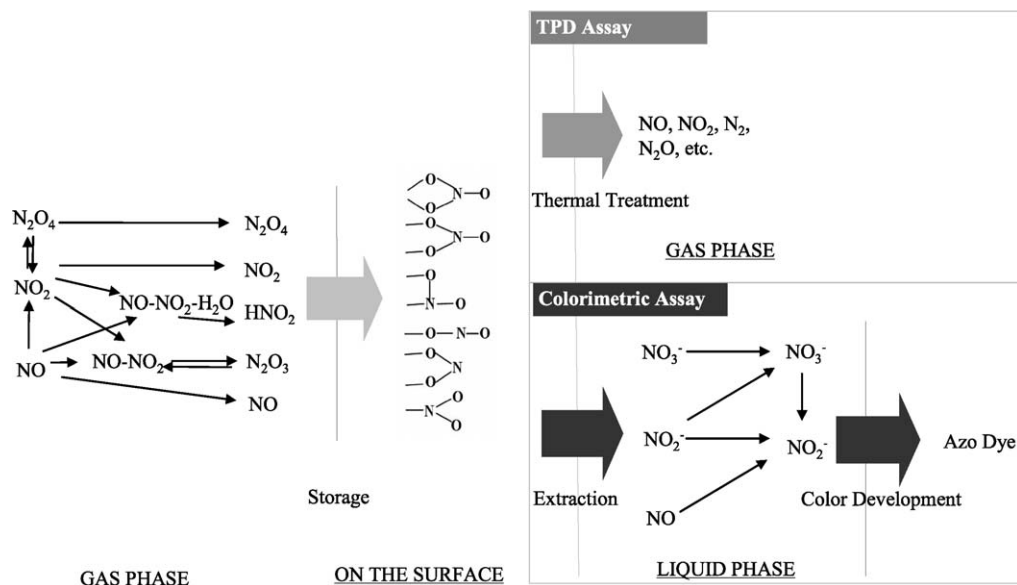 TPD Assay
NO, NO₂, N₂,
N₂O, etc.
Thermal Treatment
GAS PHASE
N₂O₄
N₂O₄
NO₂
NO₂
NO-NO₂-H₂O
HNO₂
NO
NO-NO₂
N₂O₃
NO
Storage
GAS PHASE
O
N—O
O
O
N—O
O
O
N—O
O—N—O
O
N
O
O
N
O
ON THE SURFACE
Colorimetric Assay
NO₃⁻
NO₃⁻
NO₂⁻
NO₂⁻
NO
Extraction
Color Development
Azo Dye
LIQUID PHASE